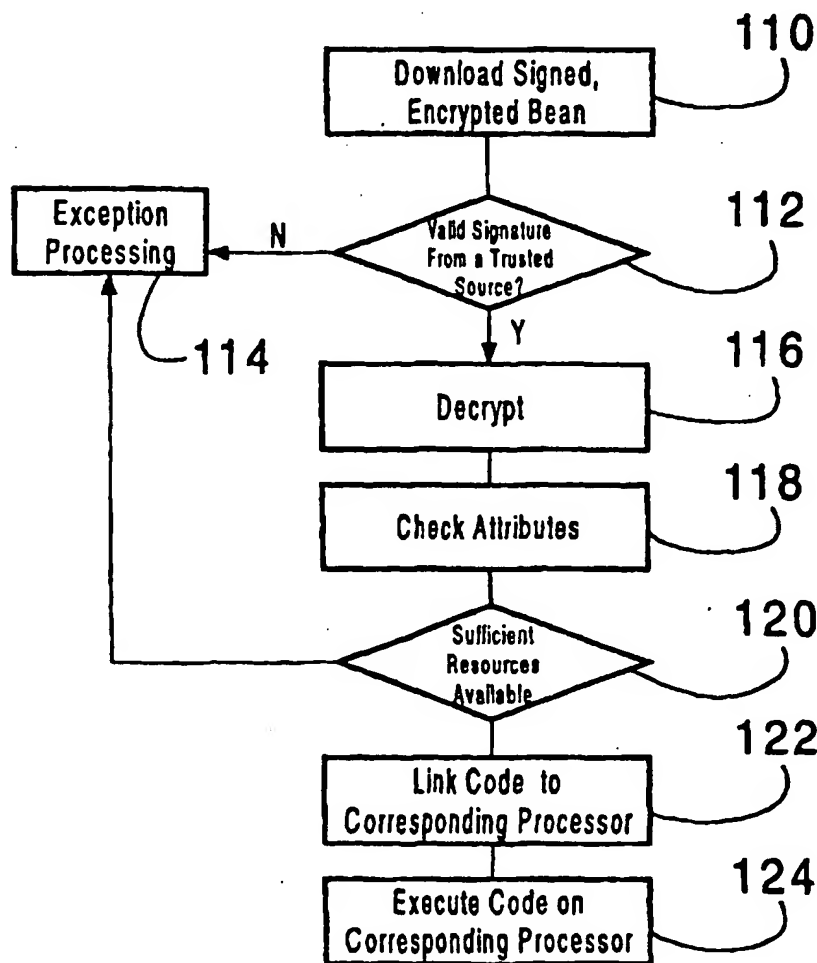 110
Download Signed,
Encrypted Bean
112
Valid Signature
From a Trusted
Source?
N
Exception
Processing
114
Y
116
Decrypt
118
Check Attributes
120
Sufficient
Resources
Available
122
Link Code to
Corresponding Processor
124
Execute Code on
Corresponding Processor